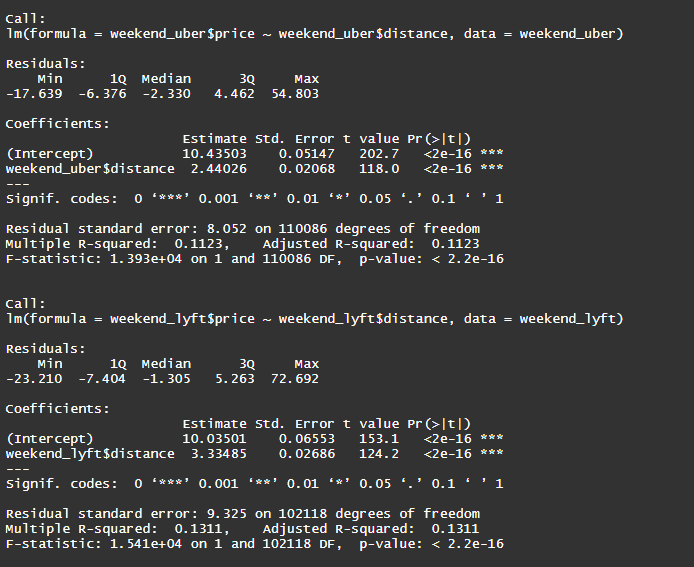 Call:
lm(formula = weekend_uber$price ~ weekend_uber$distance, data = weekend_uber)
Residuals:
    Min      1Q  Median      3Q     Max
-17.639  -6.376  -2.330   4.462  54.803
Coefficients:
                      Estimate Std. Error t value Pr(>|t|)
(Intercept)           10.43503    0.05147   202.7   <2e-16 ***
weekend_uber$distance  2.44026    0.02068   118.0   <2e-16 ***
---
Signif. codes:  0 ‘***’ 0.001 ‘**’ 0.01 ‘*’ 0.05 ‘.’ 0.1 ‘ ’ 1
Residual standard error: 8.052 on 110086 degrees of freedom
Multiple R-squared:  0.1123,    Adjusted R-squared:  0.1123
F-statistic: 1.393e+04 on 1 and 110086 DF,  p-value: < 2.2e-16
Call:
lm(formula = weekend_lyft$price ~ weekend_lyft$distance, data = weekend_lyft)
Residuals:
    Min      1Q  Median      3Q     Max
-23.210  -7.404  -1.305   5.263  72.692
Coefficients:
                      Estimate Std. Error t value Pr(>|t|)
(Intercept)           10.03501    0.06553   153.1   <2e-16 ***
weekend_lyft$distance  3.33485    0.02686   124.2   <2e-16 ***
---
Signif. codes:  0 ‘***’ 0.001 ‘**’ 0.01 ‘*’ 0.05 ‘.’ 0.1 ‘ ’ 1
Residual standard error: 9.325 on 102118 degrees of freedom
Multiple R-squared:  0.1311,    Adjusted R-squared:  0.1311
F-statistic: 1.541e+04 on 1 and 102118 DF,  p-value: < 2.2e-16